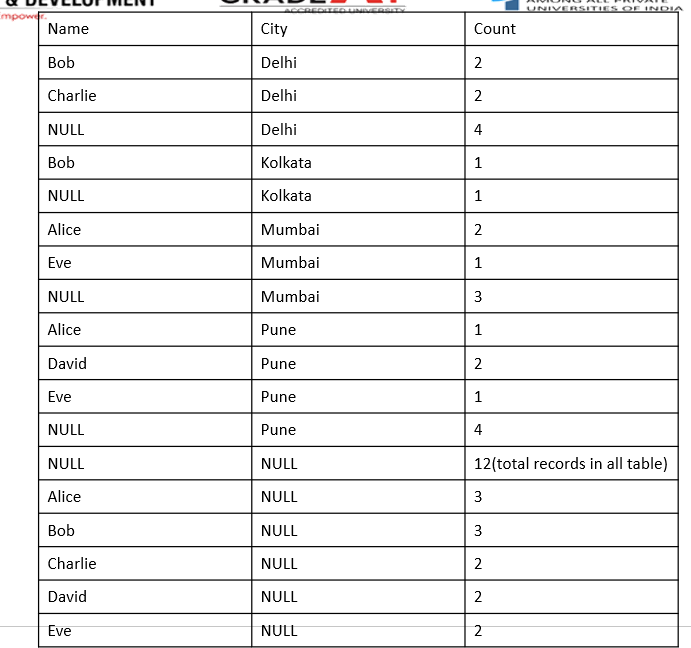 & DEVELOPMENT
mpower.
ACCREDITED UNIVERSITY
AMONG ALL PRIVATE
UNIVERSITIES OF INDIA
Name City Count
Bob Delhi 2
Charlie Delhi 2
NULL Delhi 4
Bob Kolkata 1
NULL Kolkata 1
Alice Mumbai 2
Eve Mumbai 1
NULL Mumbai 3
Alice Pune 1
David Pune 2
Eve Pune 1
NULL Pune 4
NULL NULL 12(total records in all table)
Alice NULL 3
Bob NULL 3
Charlie NULL 2
David NULL 2
Eve NULL 2